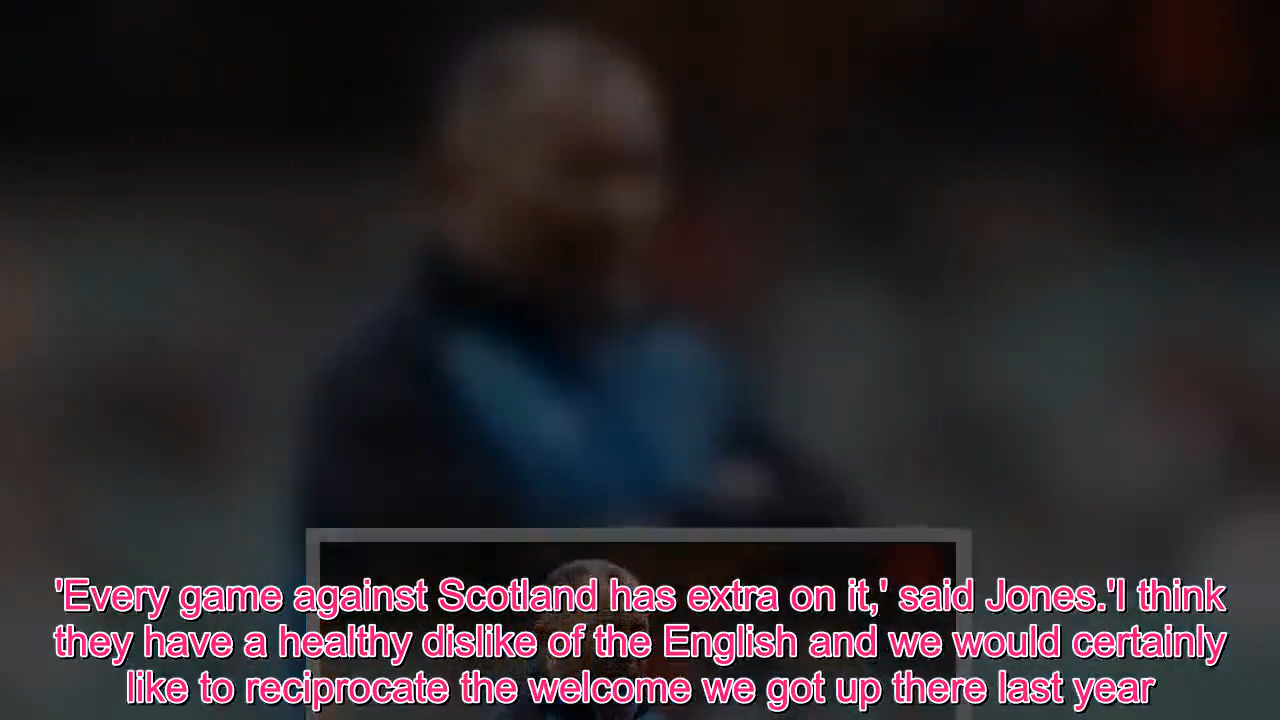 'Every game against Scotland has extra on it,' said Jones.'I think
they have a healthy dislike of the English and we would certainly
like to reciprocate the welcome we got up there last year